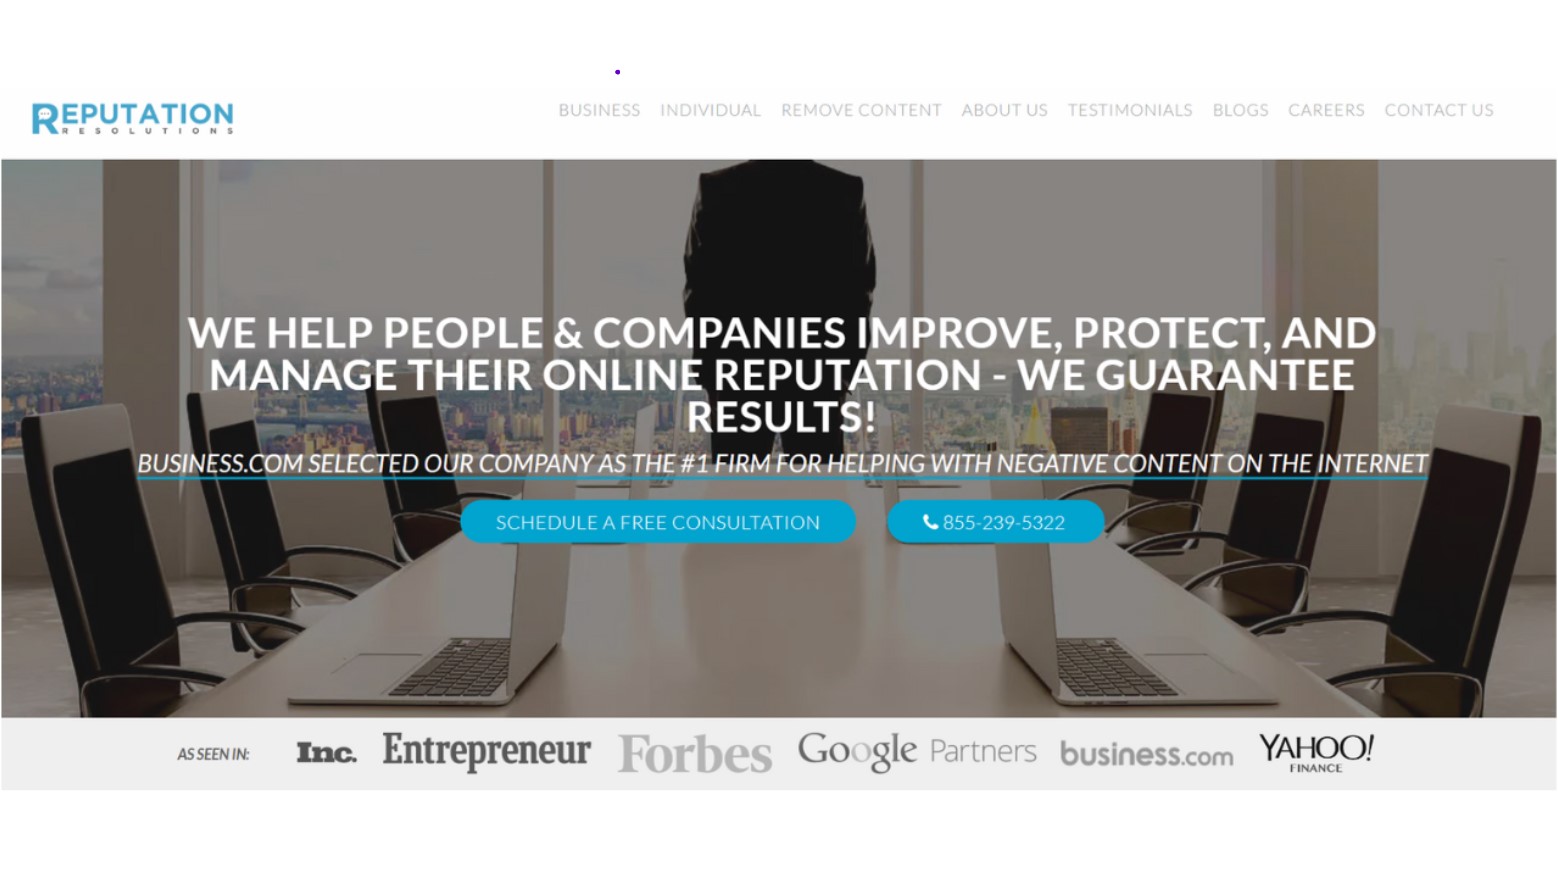 REPUTATION
RESOLUTIONS
BUSINESS INDIVIDUAL REMOVE CONTENT ABOUT US TESTIMONIALS BLOGS CAREERS CONTACT US
WE HELP PEOPLE & COMPANIES IMPROVE, PROTECT, AND
MANAGE THEIR ONLINE REPUTATION - WE GUARANTEE
RESULTS!
BUSINESS.COM SELECTED OUR COMPANY AS THE #1 FIRM FOR HELPING WITH NEGATIVE CONTENT ON THE INTERNET
SCHEDULE A FREE CONSULTATION 855-239-5322
AS SEEN IN: Inc. Entrepreneur Forbes Google Partners business.com YAHOO!
FINANCE